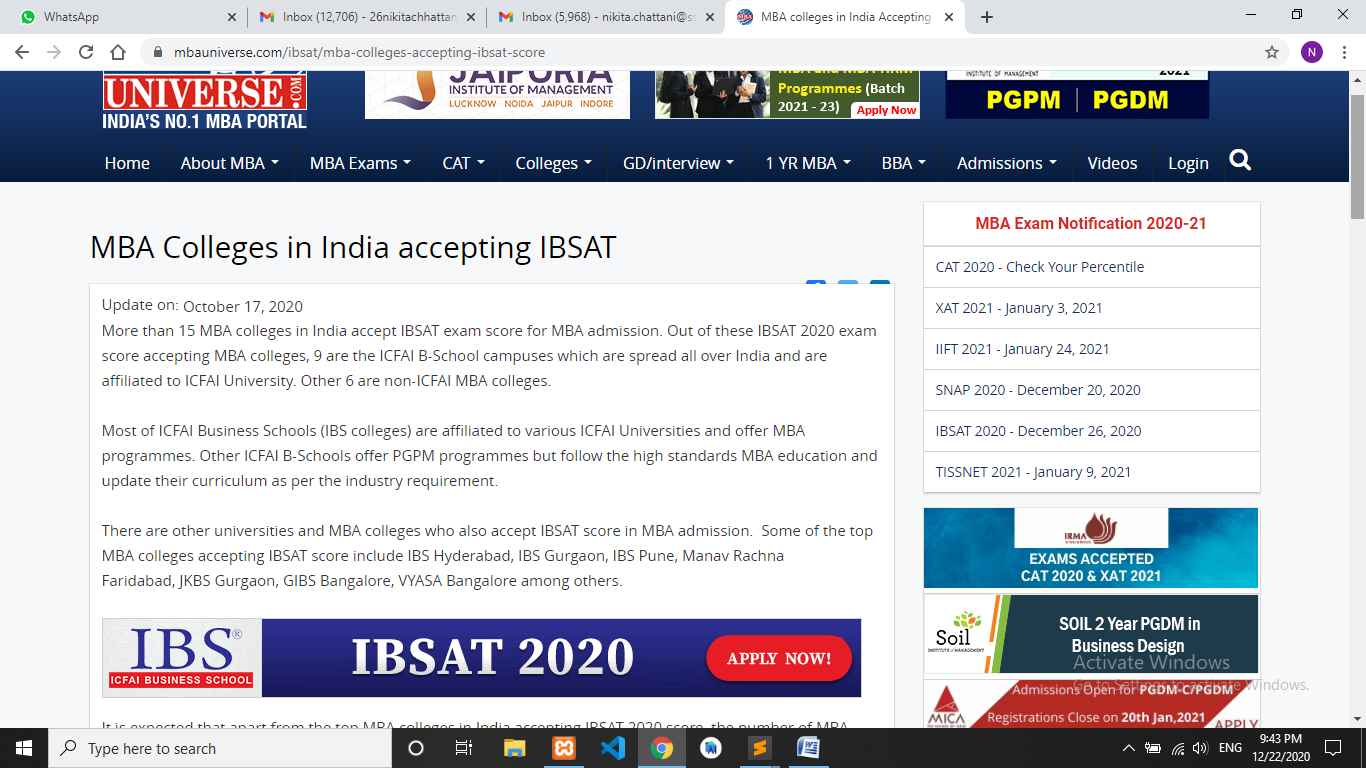 WhatsApp
Inbox (12,706) - 26nikitachhattan
Inbox (5,968) - nikita.chattani@ss
MBA colleges in India Accepting
mbauniverse.com/ibsat/mba-colleges-accepting-ibsat-score
N
UNIVERSE.COM
INDIA'S NO.1 MBA PORTAL
JAIPURIA
INSTITUTE OF MANAGEMENT
LUCKNOW NOIDA JAIPUR INDORE
Programmes (Batch
2021 - 23)
Apply Now
INSTITUTE OF MANAGEMENT
2021
PGPM | PGDM
Home
About MBA
MBA Exams
CAT
Colleges
GD/interview
1 YR MBA
BBA
Admissions
Videos
Login
MBA Colleges in India accepting IBSAT
Update on: October 17, 2020
More than 15 MBA colleges in India accept IBSAT exam score for MBA admission. Out of these IBSAT 2020 exam
score accepting MBA colleges, 9 are the ICFAI B-School campuses which are spread all over India and are
affiliated to ICFAI University. Other 6 are non-ICFAI MBA colleges.
Most of ICFAI Business Schools (IBS colleges) are affiliated to various ICFAI Universities and offer MBA
programmes. Other ICFAI B-Schools offer PGPM programmes but follow the high standards MBA education and
update their curriculum as per the industry requirement.
There are other universities and MBA colleges who also accept IBSAT score in MBA admission. Some of the top
MBA colleges accepting IBSAT score include IBS Hyderabad, IBS Gurgaon, IBS Pune, Manav Rachna
Faridabad, JKBS Gurgaon, GIBS Bangalore, VYASA Bangalore among others.
IBS®
ICFAI BUSINESS SCHOOL
IBSAT 2020
APPLY NOW!
It is expected that apart from the top MBA colleges in India accepting IBSAT 2020 score, the number of MBA
MBA Exam Notification 2020-21
CAT 2020 - Check Your Percentile
XAT 2021 - January 3, 2021
IIFT 2021 - January 24, 2021
SNAP 2020 - December 20, 2020
IBSAT 2020 - December 26, 2020
TISSNET 2021 - January 9, 2021
IRMA
EXAMS ACCEPTED
CAT 2020 & XAT 2021
Soil
INSTITUTE OF MANAGEMENT
SOIL 2 Year PGDM in
Business Design
Activate Windows
Go to Settings to activate Windows.
MICA
Admissions Open for PGDM-C/PGDM
Registrations Close on 20th Jan,2021
APPLY
Type here to search
ENG
9:43 PM
12/22/2020